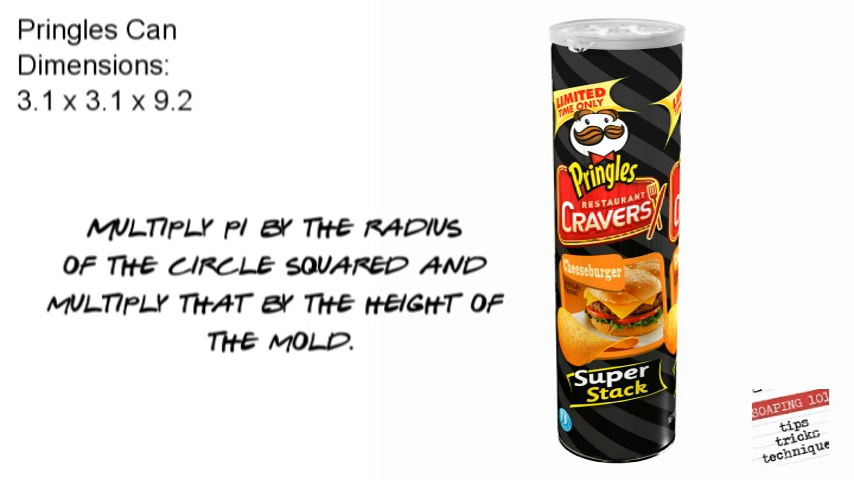 Pringles Can
Dimensions:
3.1 x 3.1 x 9.2
MULTIPLY PI BY THE RADIUS
OF THE CIRCLE SQUARED AND
MULTIPLY THAT BY THE HEIGHT OF
THE MOLD.
LIMITED
TIME ONLY
Pringles
RESTAURANT
CRAVERS
Cheeseburger
Super
Stack
SOAPING 101
tips
tricks
technique